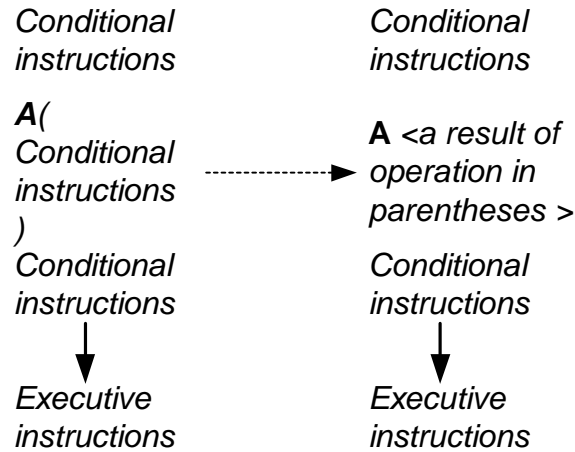 Conditional
instructions
A(
Conditional
instructions
)
Conditional
instructions
Executive
instructions
Conditional
instructions
A <a result of
operation in
parentheses >
Conditional
instructions
Executive
instructions